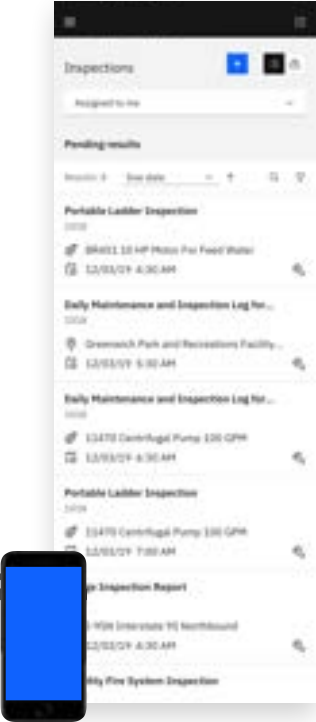 Inspections
Assigned to me
Pending results
Due date
Portable Ladder Inspection
10 HP Motor For Feed Water
12/03/19 4:30 AM
Daily Maintenance and Inspection Log for...
Greenwich Park and Recreations Facility...
12/03/19 5:30 AM
Daily Maintenance and Inspection Log for...
11470 Centrifugal Pump 100 GPM
12/03/19 6:30 AM
Portable Ladder Inspection
11470 Centrifugal Pump 100 GPM
12/03/19 7:00 AM
Inspection Report
Interstate 95 Northbound
12/03/19 4:30 AM
Fire System Inspection